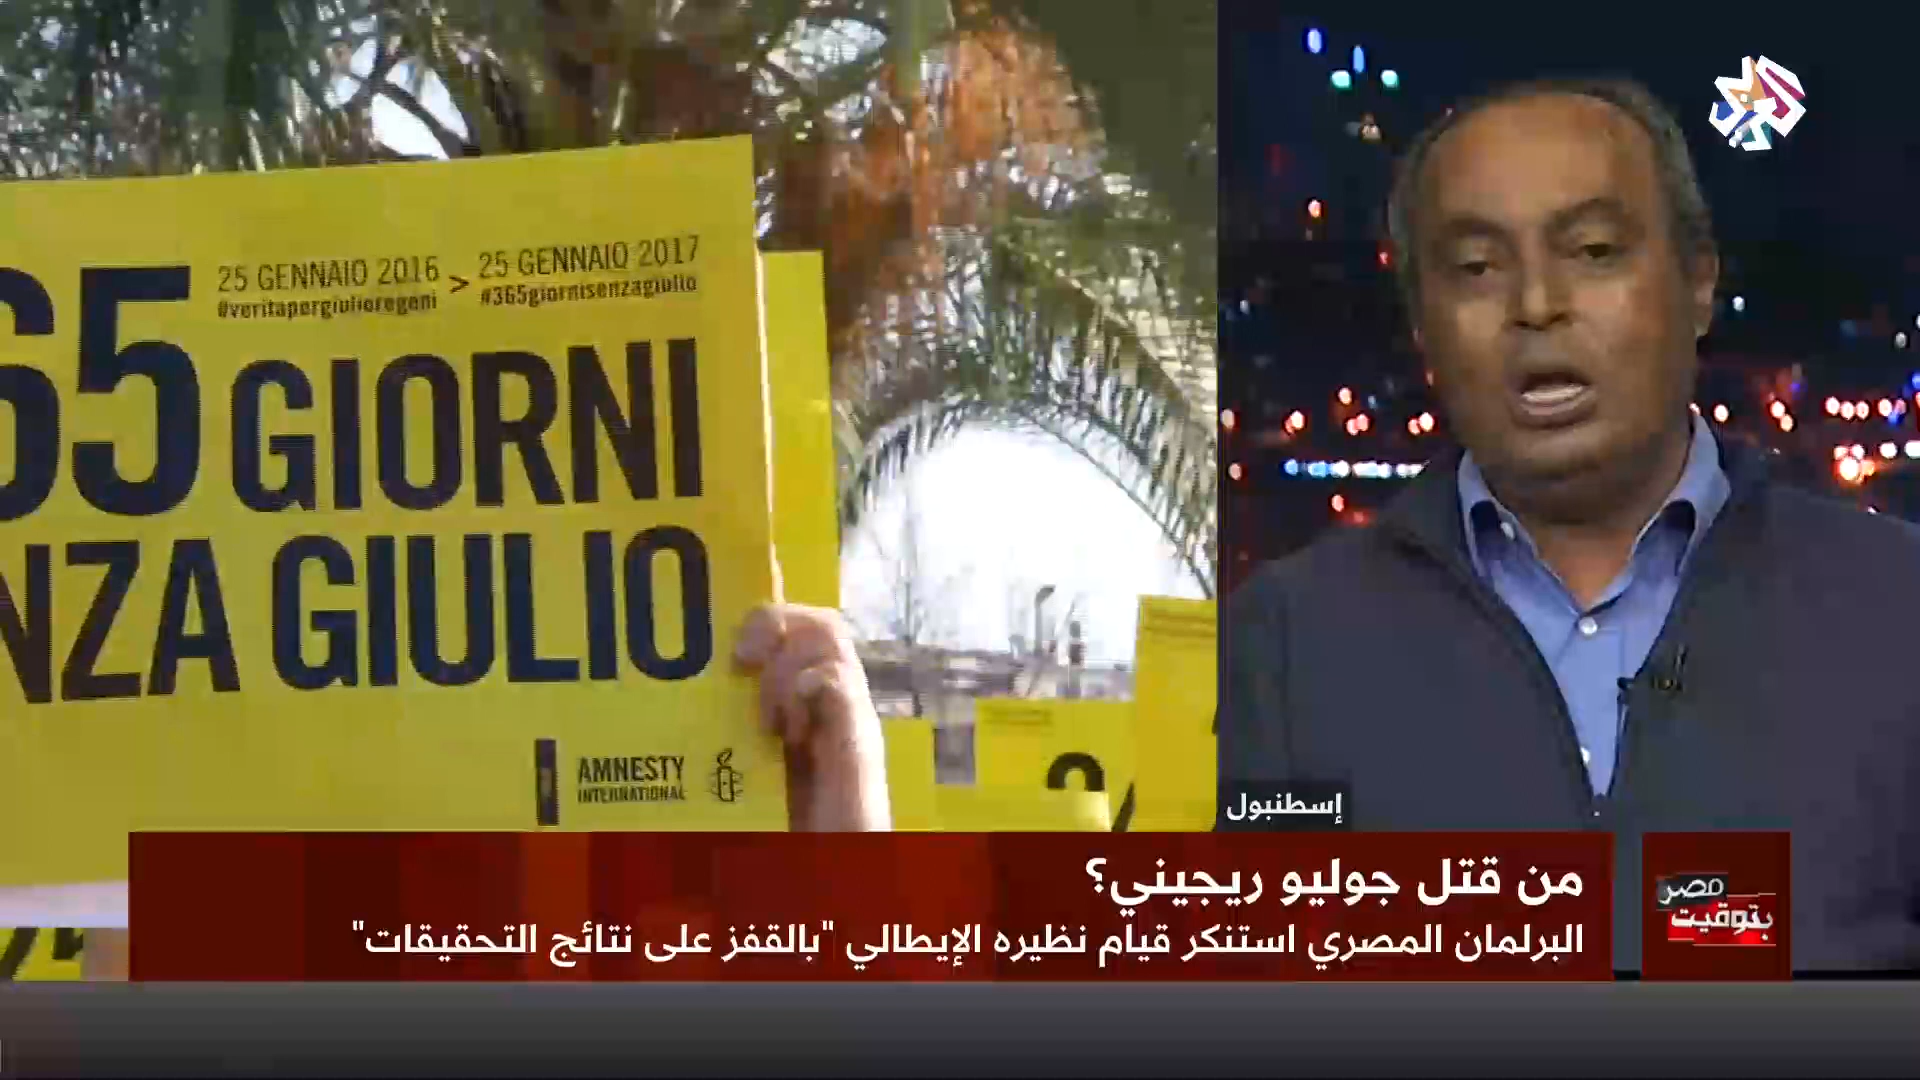 65
25 GENNAIO 2016 > 25 GENNAIO 2017
#veritapergiulioregeni #365giornisenzagiulio
GIORNI
NZA GIULIO
AMNESTY
INTERNATIONAL
إسطنبول
من قتل جوليو ريجيني؟
البرلمان المصري استنكر قيام نظيره الإيطالي "بالقفز على نتائج التحقيقات"
مصر
بتوقيت